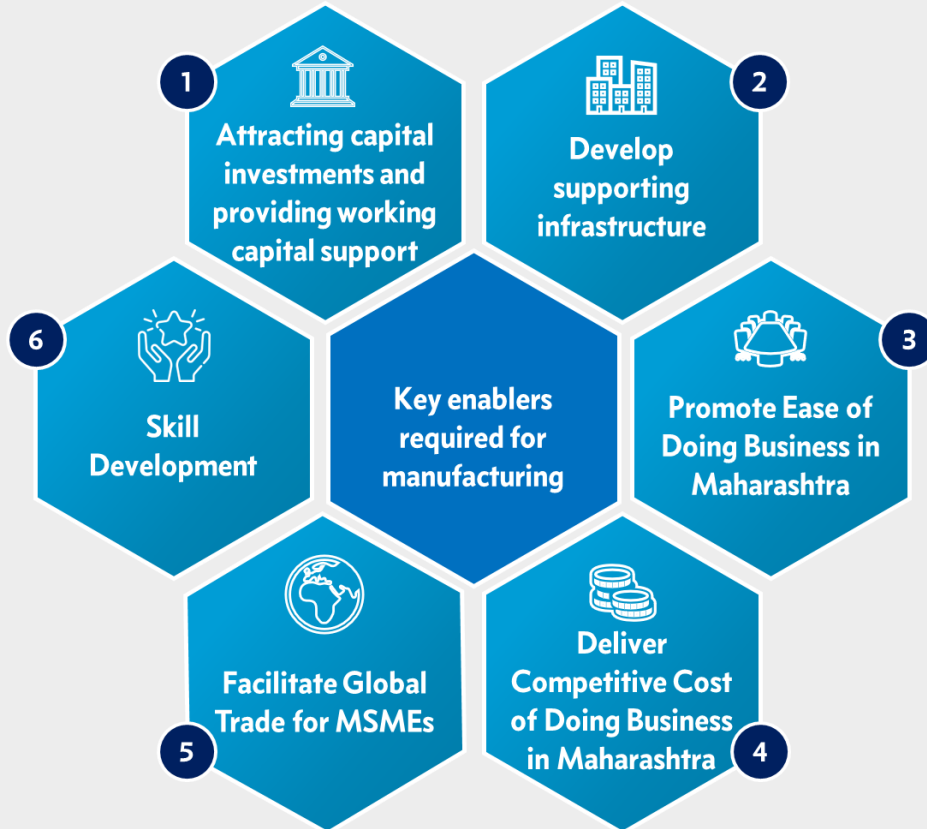 1
Attracting capital
investments and
providing working
capital support
2
Develop
supporting
infrastructure
3
Promote Ease of
Doing Business in
Maharashtra
Key enablers
required for
manufacturing
6
Skill
Development
5
Facilitate Global
Trade for MSMEs
4
Deliver
Competitive Cost
of Doing Business
in Maharashtra